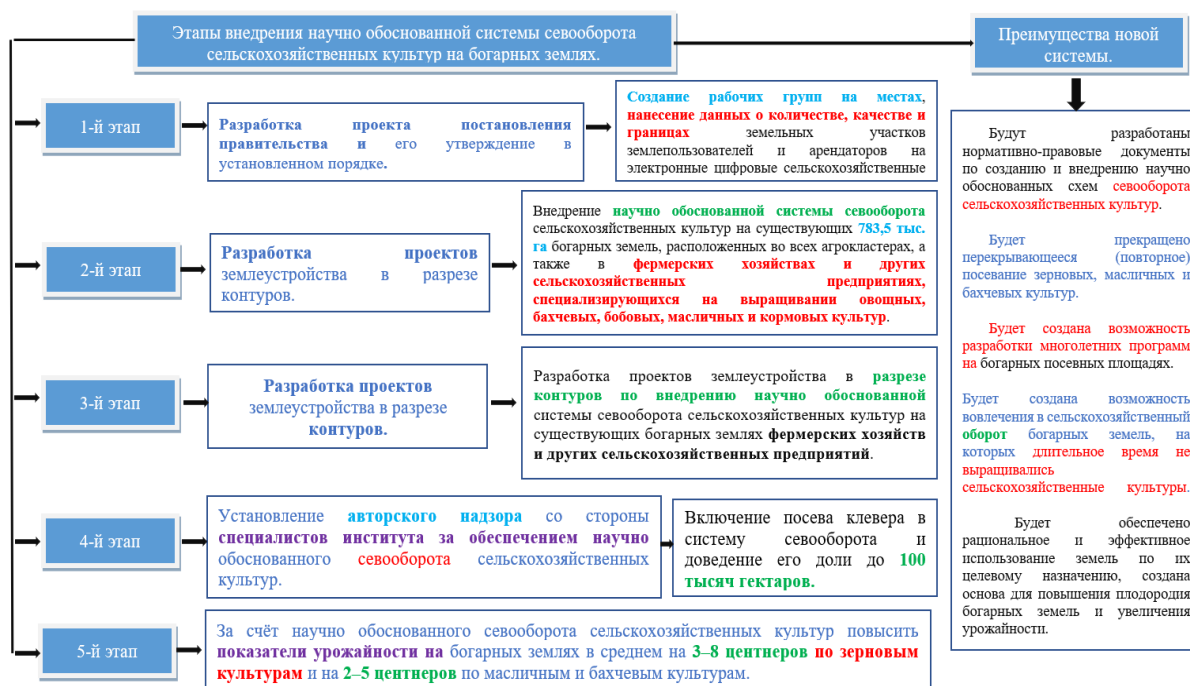 Этапы внедрения научно обоснованной системы севооборота
сельскохозяйственных культур на богарных землях.
Преимущества новой
системы.
1-й этап
Разработка проекта постановления
правительства и его утверждение в
установленном порядке.
Создание рабочих групп на местах,
нанесение данных о количестве, качестве и
границах земельных участков
землепользователей и арендаторов на
электронные цифровые сельскохозяйственные
2-й этап
Разработка проектов
землеустройства в разрезе
контуров.
Внедрение научно обоснованной системы севооборота
сельскохозяйственных культур на существующих 783,5 тыс.
га богарных земель, расположенных во всех агрокластерах, а
также в фермерских хозяйствах и других
сельскохозяйственных предприятиях,
специализирующихся на выращивании овощных,
бахчевых, бобовых, масличных и кормовых культур.
3-й этап
Разработка проектов
землеустройства в разрезе
контуров.
Разработка проектов землеустройства в разрезе
контуров по внедрению научно обоснованной
системы севооборота сельскохозяйственных культур на
существующих богарных землях фермерских хозяйств
и других сельскохозяйственных предприятий.
4-й этап
Установление авторского надзора со стороны
специалистов института за обеспечением научно
обоснованного севооборота сельскохозяйственных
культур.
Включение посева клевера в
систему севооборота и
доведение его доли до 100
тысяч гектаров.
5-й этап
За счёт научно обоснованного севооборота сельскохозяйственных культур повысить
показатели урожайности на богарных землях в среднем на 3–8 центнеров по зерновым
культурам и на 2–5 центнеров по масличным и бахчевым культурам.
Будут разработаны
нормативно-правовые документы
по созданию и внедрению научно
обоснованных схем севооборота
сельскохозяйственных культур.
Будет прекращено
перекрывающееся (повторное)
посевание зерновых, масличных и
бахчевых культур.
Будет создана возможность
разработки многолетних программ
на богарных посевных площадях.
Будет создана возможность
вовлечения в сельскохозяйственный
оборот богарных земель, на
которых длительное время не
выращивались
сельскохозяйственные культуры.
Будет обеспечено
рациональное и эффективное
использование земель по их
целевому назначению, создана
основа для повышения плодородия
богарных земель и увеличения
урожайности.